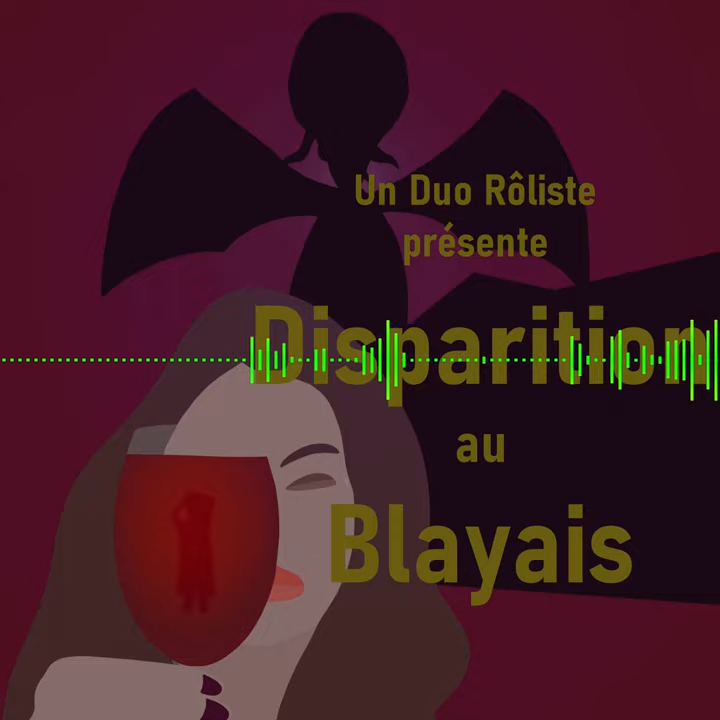 Un Duo Rôliste
présente
Disparition
au
Blayais